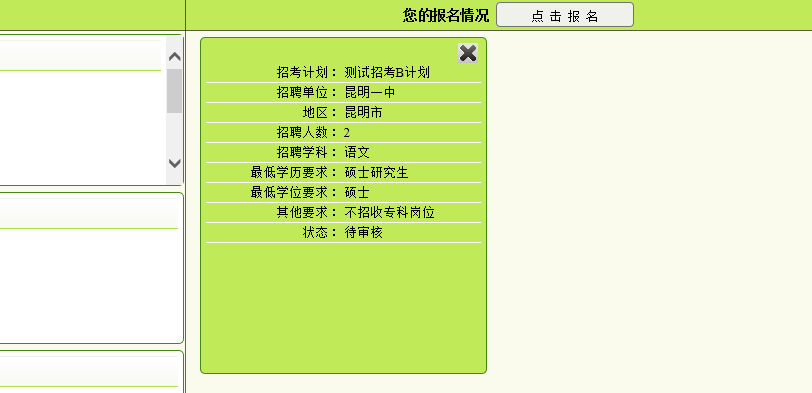 您的报名情况 点 击 报 名
招考计划： 测试招考B计划
招聘单位： 昆明一中
地区： 昆明市
招聘人数： 2
招聘学科： 语文
最低学历要求： 硕士研究生
最低学位要求： 硕士
其他要求： 不招收专科岗位
状态： 待审核